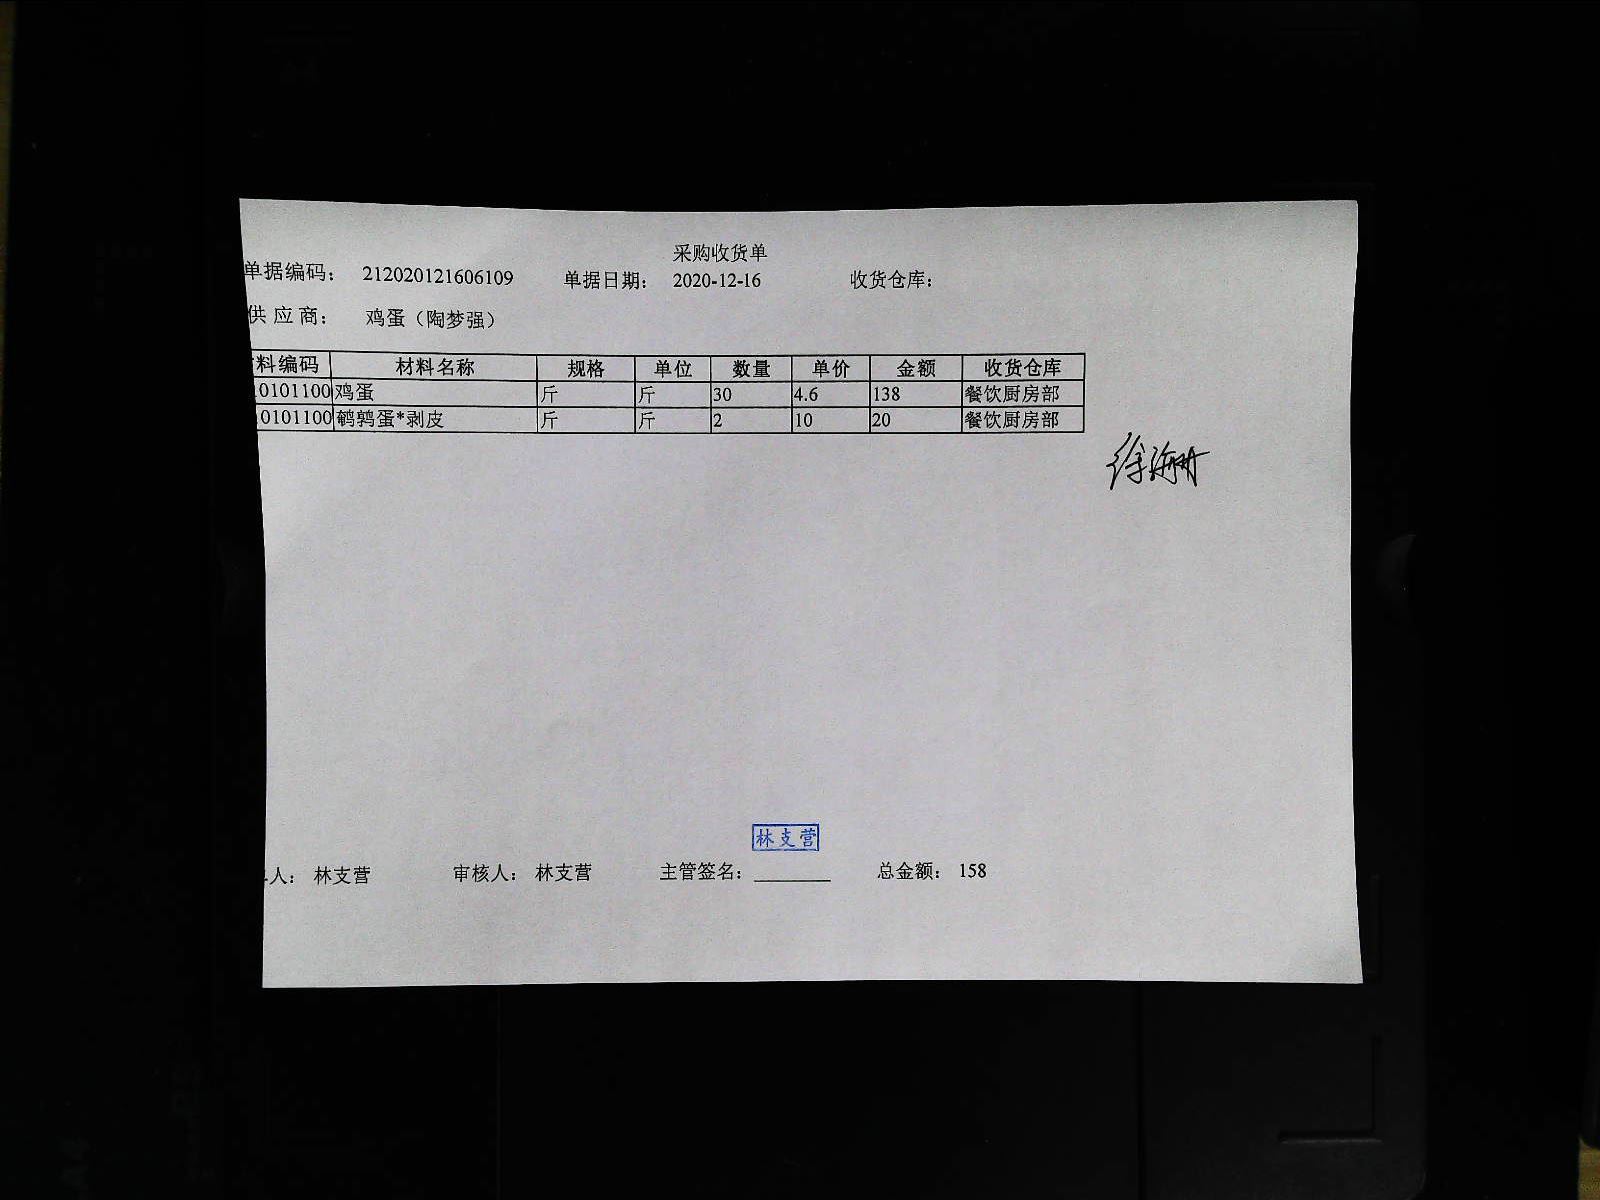 采购收货单
单据编码： 212020121606109 单据日期： 2020-12-16 收货仓库：
供应商： 鸡蛋（陶梦强）
料编码 材料名称 规格 单位 数量 单价 金额 收货仓库
0101100 鸡蛋 斤 斤 30 4.6 138 餐饮厨房部
0101100 鹌鹑蛋*剥皮 斤 斤 2 10 20 餐饮厨房部
林支营
人： 林支营 审核人： 林支营 主管签名： 总金额： 158